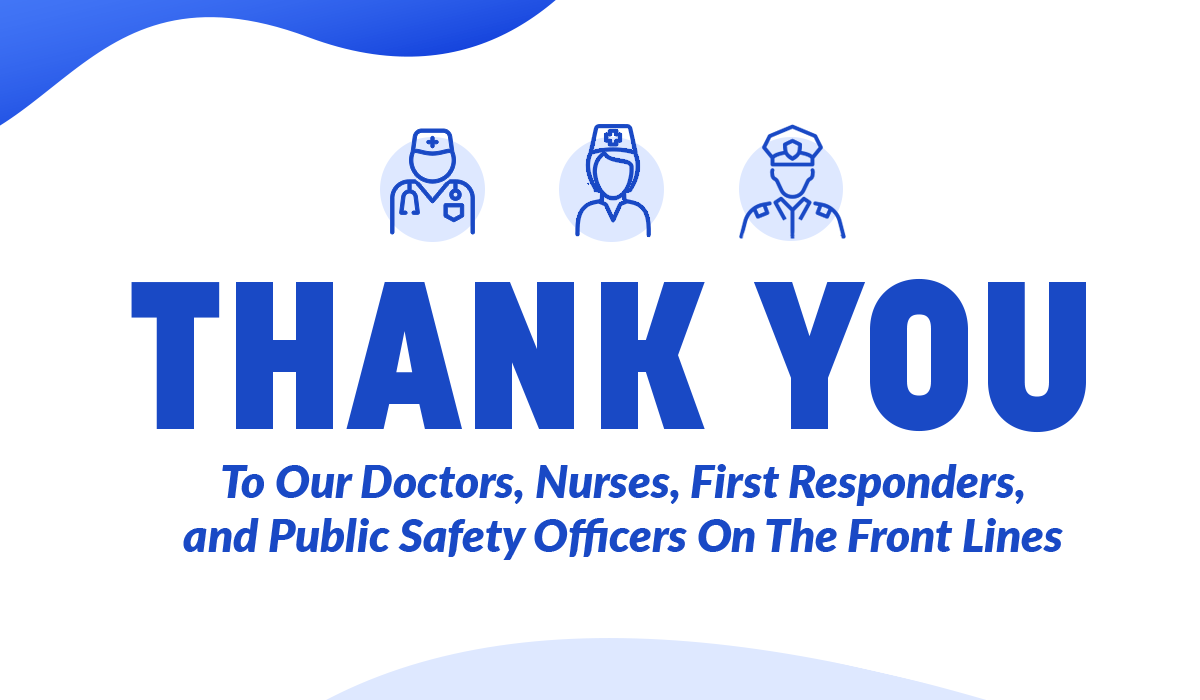 THANK YOU
To Our Doctors, Nurses, First Responders,
and Public Safety Officers On The Front Lines